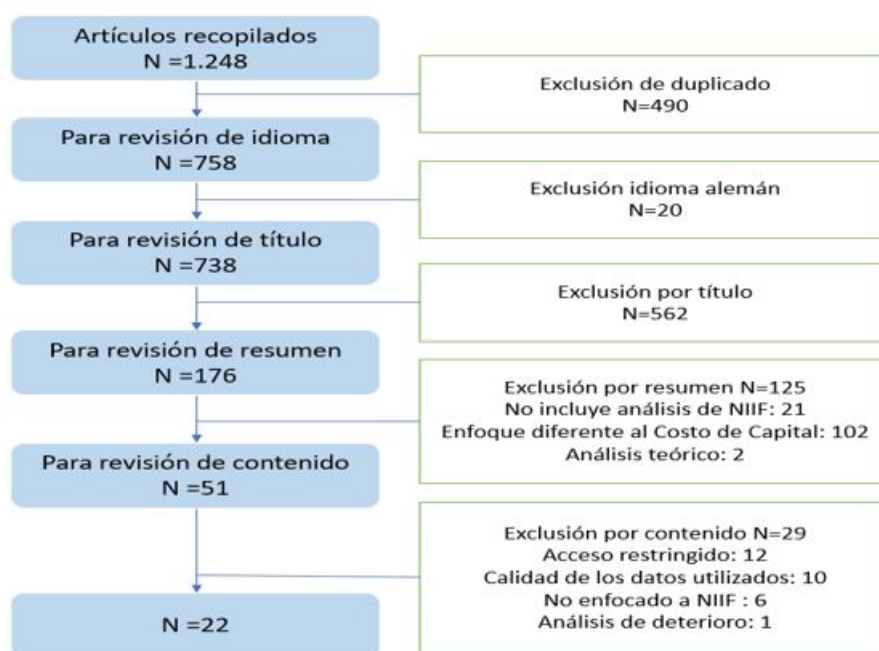 Artículos recopilados
N =1.248
Exclusión de duplicado
N=490
Para revisión de idioma
N =758
Exclusión idioma alemán
N=20
Para revisión de título
N =738
Exclusión por título
N=562
Para revisión de resumen
N =176
Exclusión por resumen N=125
No incluye análisis de NIIF: 21
Enfoque diferente al Costo de Capital: 102
Análisis teórico: 2
Para revisión de contenido
N =51
Exclusión por contenido N=29
Acceso restringido: 12
Calidad de los datos utilizados: 10
No enfocado a NIIF : 6
Análisis de deterioro: 1
N =22